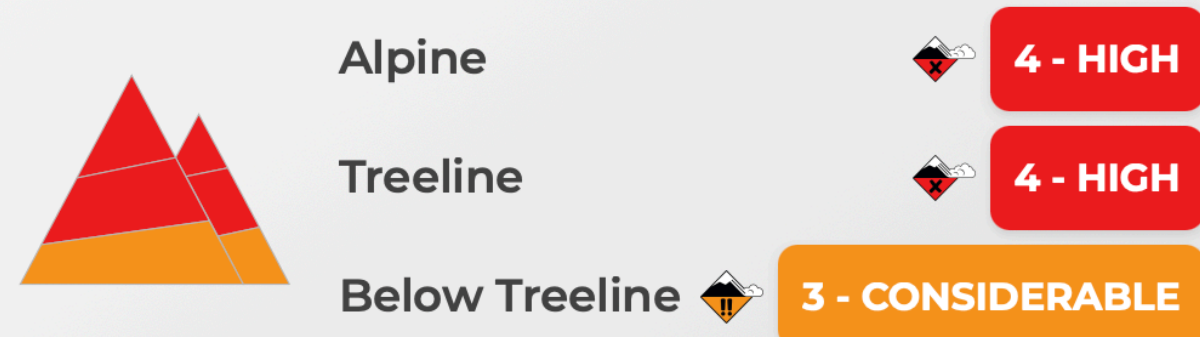 Alpine 4 - HIGH
Treeline 4 - HIGH
Below Treeline !! 3 - CONSIDERABLE